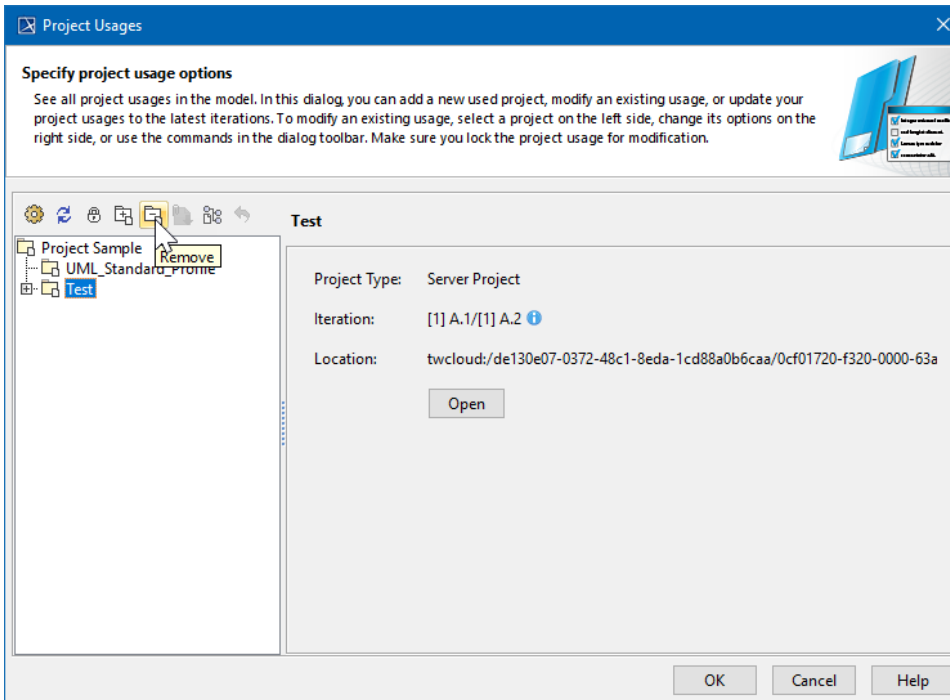 Project Usages
Specify project usage options
See all project usages in the model. In this dialog, you can add a new used project, modify an existing usage, or update your
project usages to the latest iterations. To modify an existing usage, select a project on the left side, change its options on the
right side, or use the commands in the dialog toolbar. Make sure you lock the project usage for modification.
Test
Project Sample
Remove
UML_Standard_Profile
Test
Project Type: Server Project
Iteration: [1] A.1/[1] A.2
Location: twcloud:/de130e07-0372-48c1-8eda-1cd88a0b6caa/0cf01720-f320-0000-63a
Open
OK Cancel Help